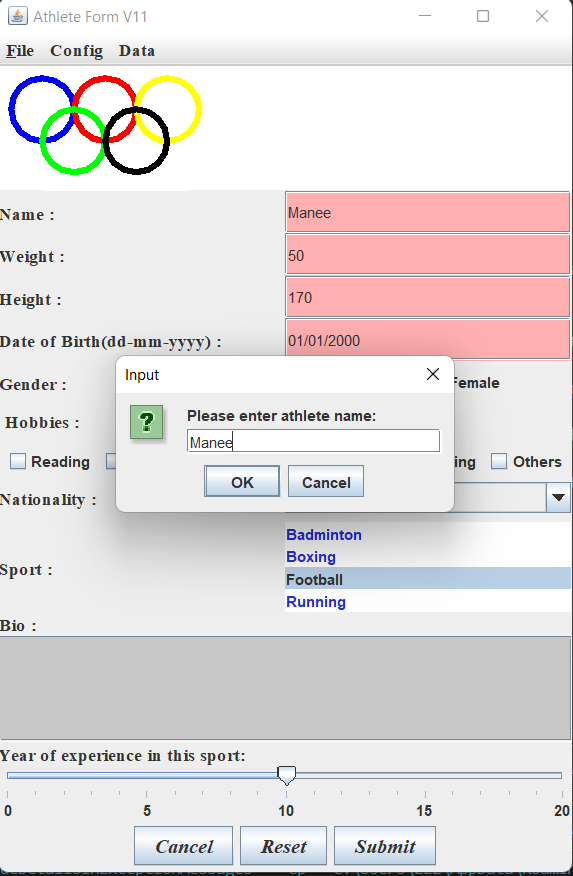 Athlete Form V11
File Config Data
Name : Manee
Weight : 50
Height : 170
Date of Birth(dd-mm-yyyy) : 01/01/2000
Input
Gender : Female
Please enter athlete name:
Hobbies :
Manee
Reading Others
OK Cancel
Nationality :
Badminton
Boxing
Sport :
Football
Running
Bio :
Year of experience in this sport:
0 5 10 15 20
Cancel Reset Submit